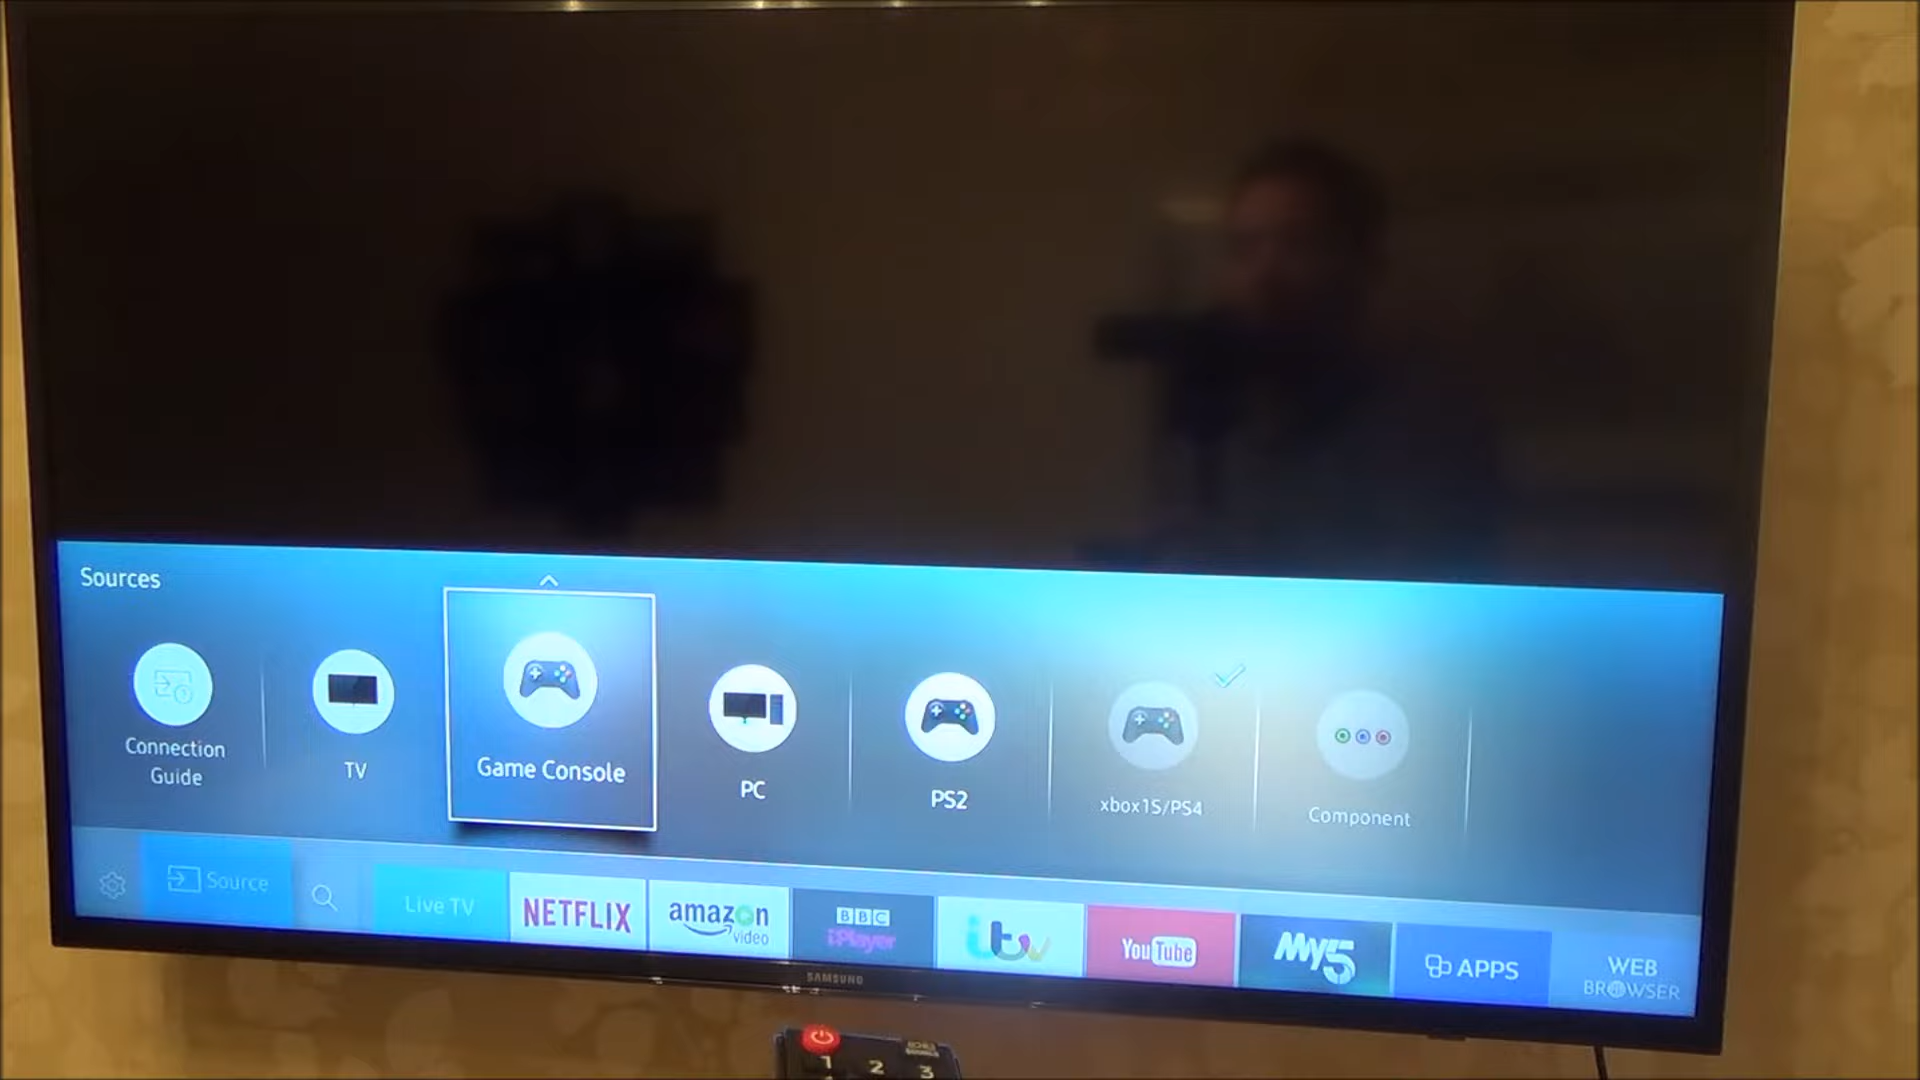 Sources
Connection
Guide
TV
Game Console
PC
PS2
xbox1S/PS4
Component
Source
Live TV
NETFLIX
amazon
video
BBC
iPlayer
itv
YouTube
My5
APPS
WEB
BROWSER
SAMSUNG
1 2 3